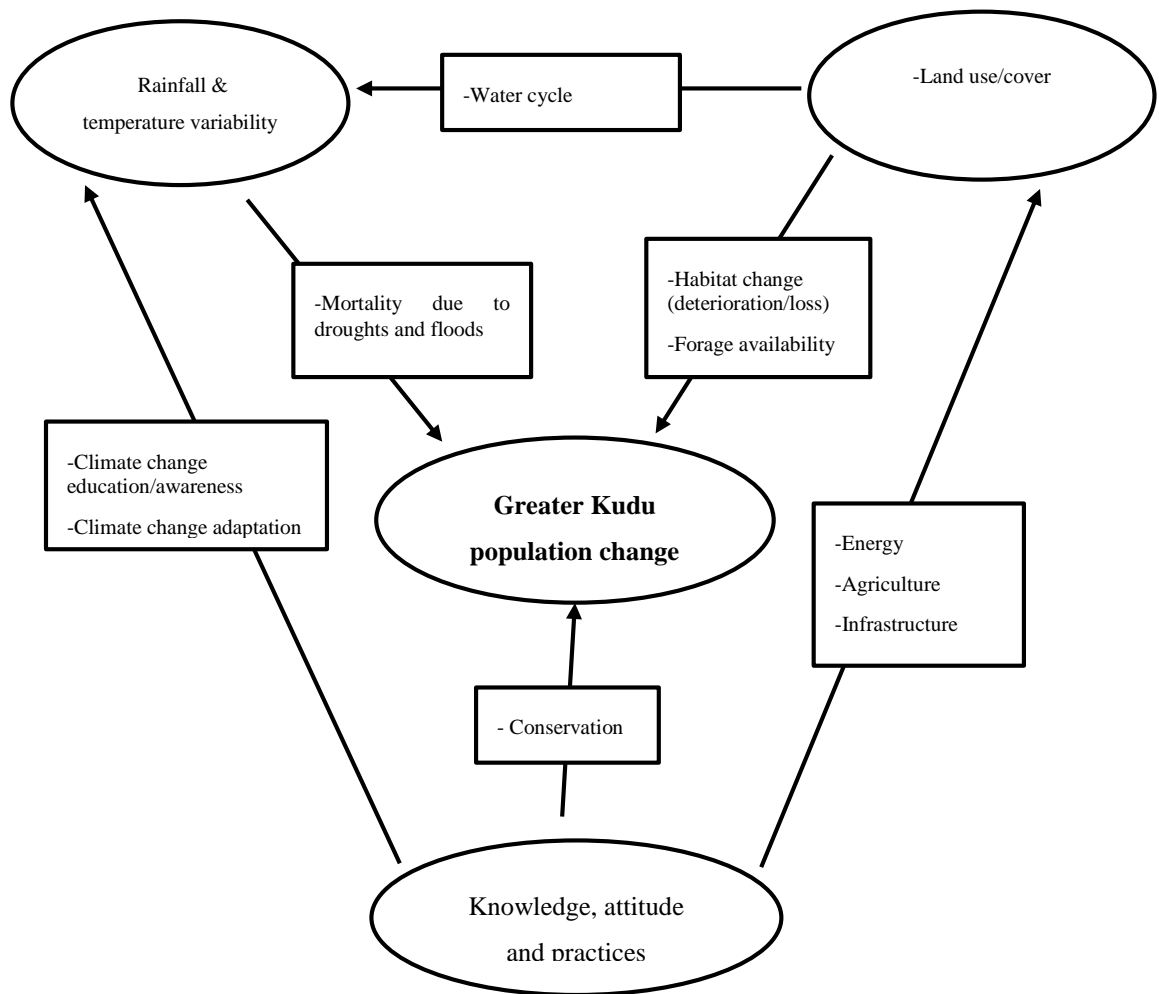 Rainfall &
temperature variability
-Water cycle
-Land use/cover
-Mortality due to
droughts and floods
-Habitat change
(deterioration/loss)
-Forage availability
-Climate change
education/awareness
-Climate change adaptation
Greater Kudu
population change
-Energy
-Agriculture
-Infrastructure
- Conservation
Knowledge, attitude
and practices